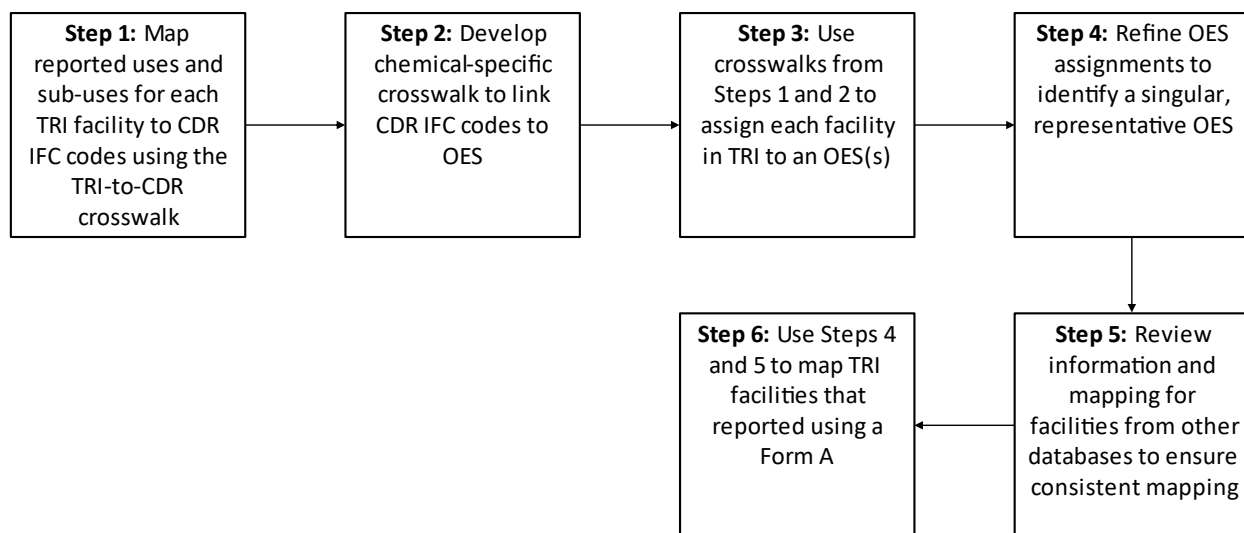 Step 1: Map
reported uses and
sub-uses for each
TRI facility to CDR
IFC codes using the
TRI-to-CDR
crosswalk
Step 2: Develop
chemical-specific
crosswalk to link
CDR IFC codes to
OES
Step 3: Use
crosswalks from
Steps 1 and 2 to
assign each facility
in TRI to an OES(s)
Step 4: Refine OES
assignments to
identify a singular,
representative OES
Step 5: Review
information and
mapping for
facilities from other
databases to ensure
consistent mapping
Step 6: Use Steps 4
and 5 to map TRI
facilities that
reported using a
Form A